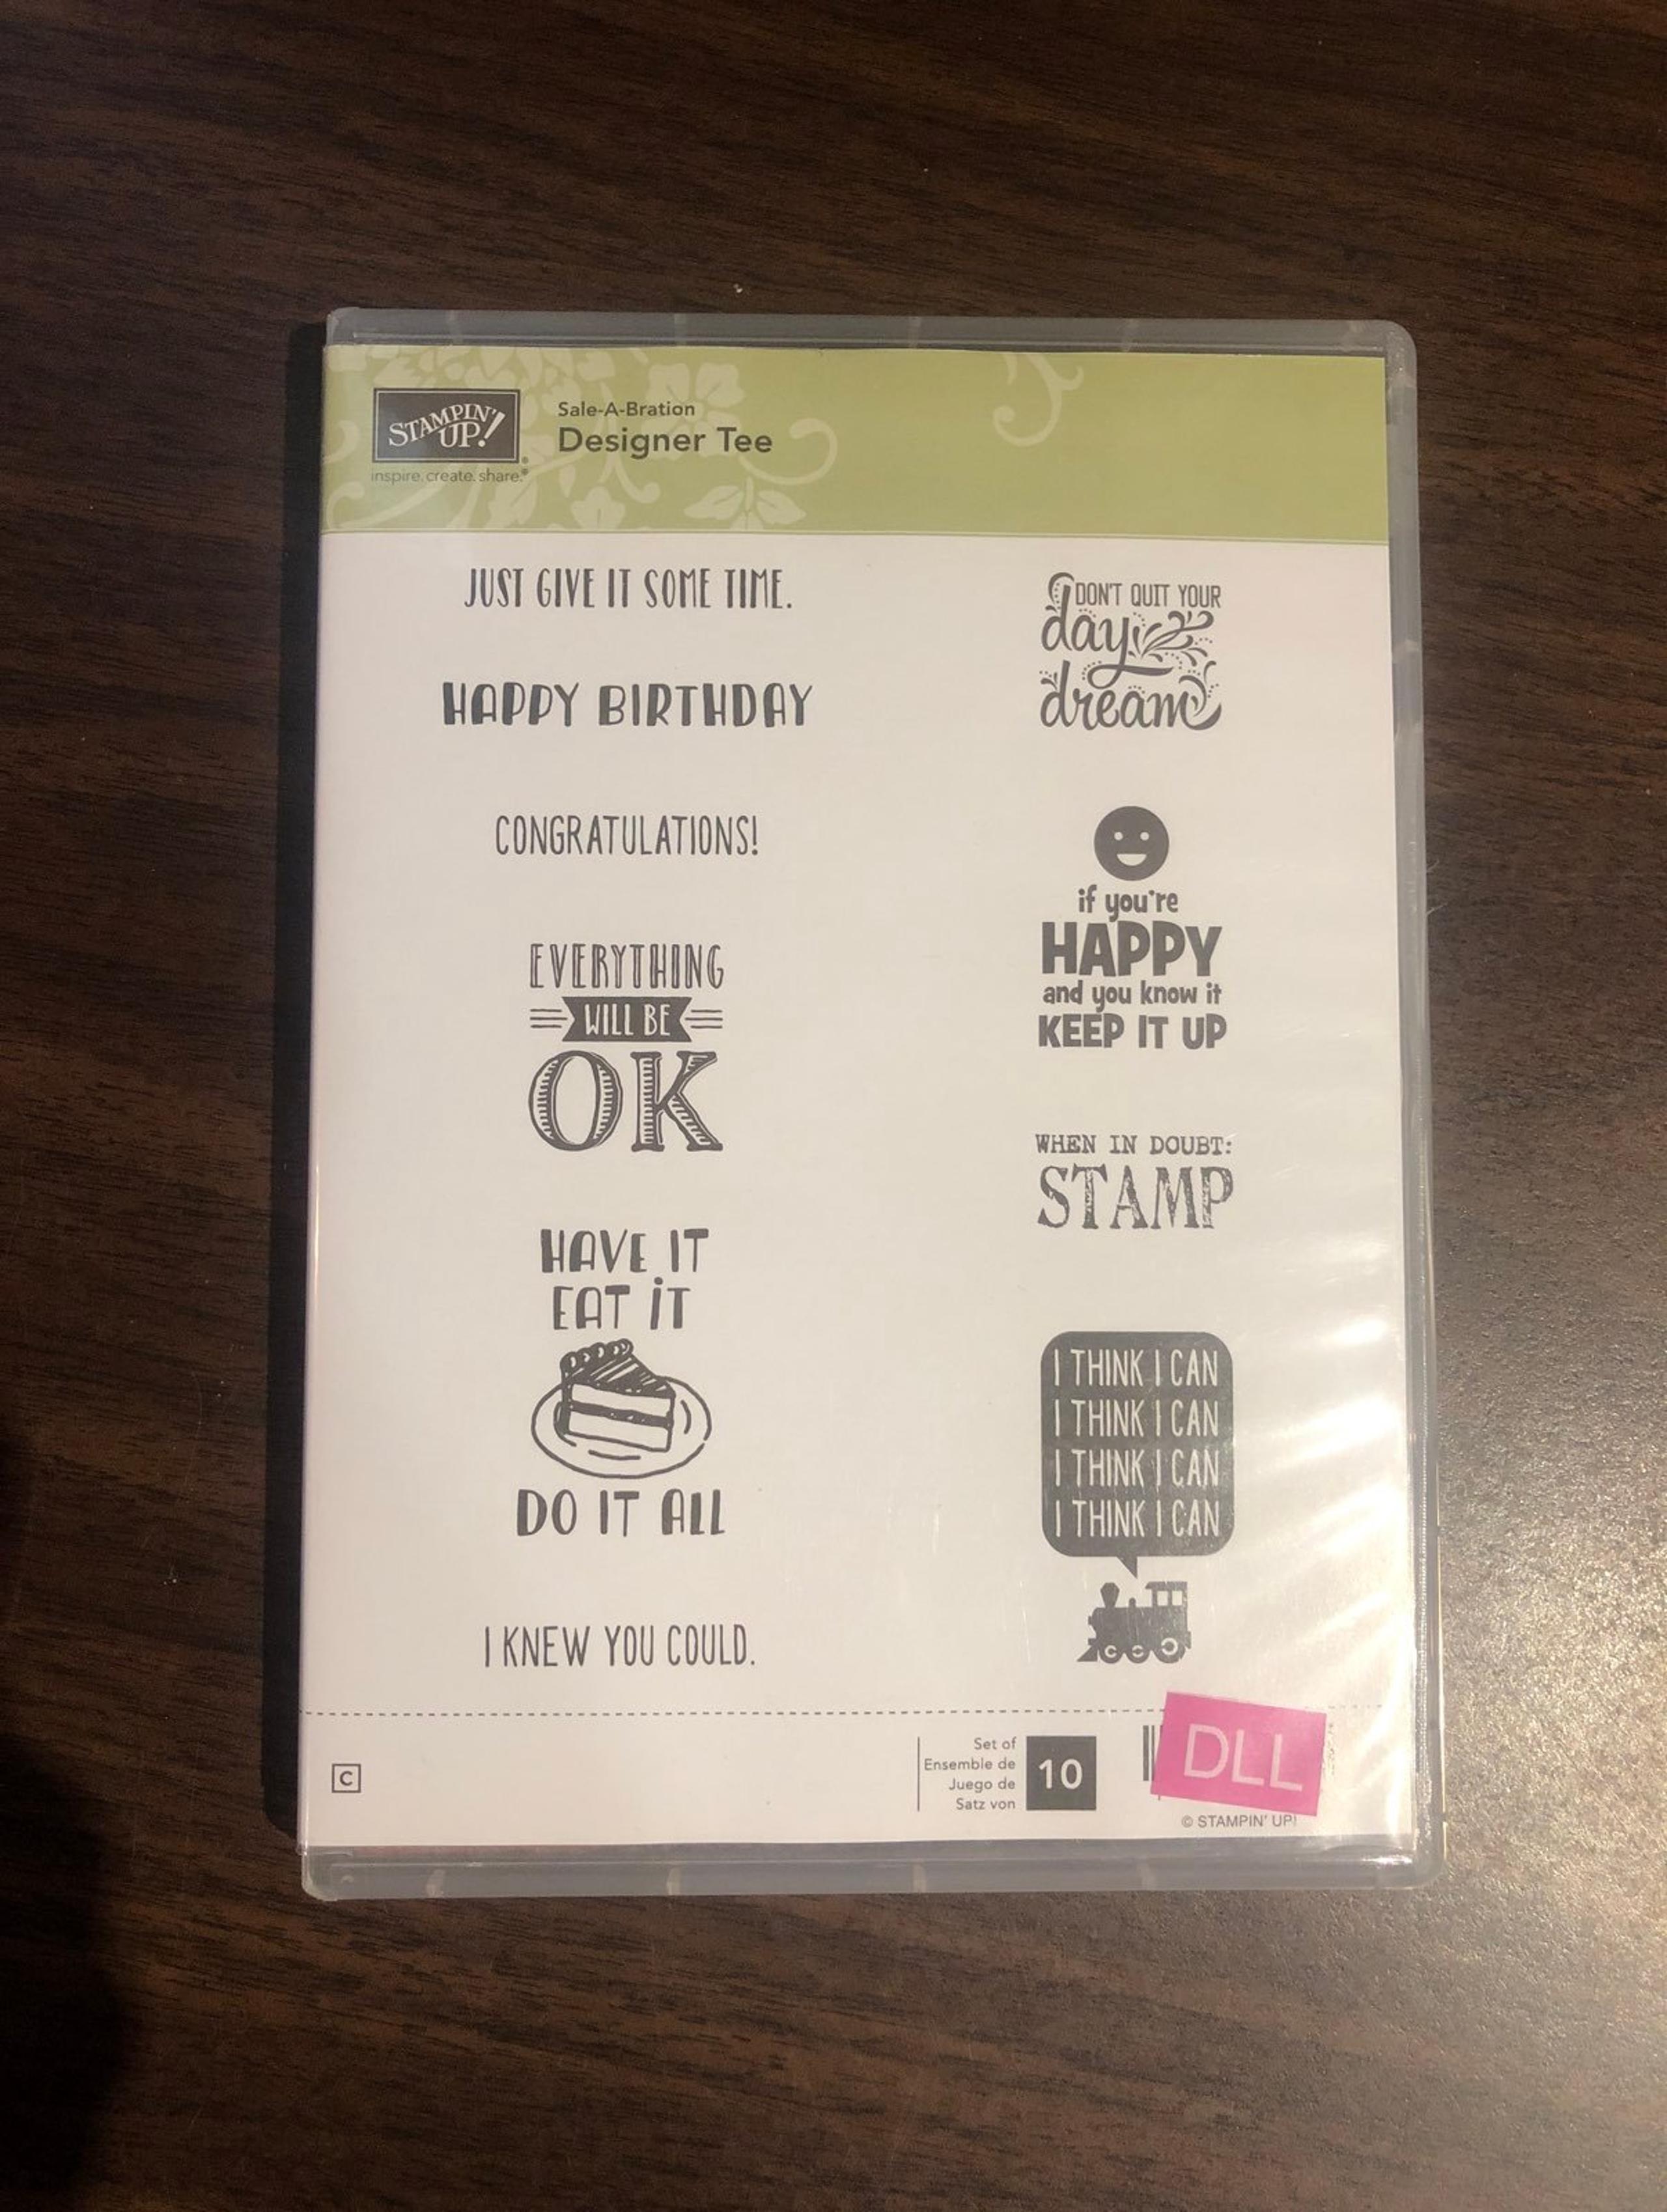 STAMPIN' UP!®
inspire. create. share.®
Sale-A-Bration
Designer Tee
JUST GIVE IT SOME TIME.
HAPPY BIRTHDAY
CONGRATULATIONS!
EVERYTHING
WILL BE
OK
HAVE IT
EAT iT
DO IT ALL
I KNEW YOU COULD.
DON'T QUIT YOUR
day
dream
if you're
HAPPY
and you know it
KEEP IT UP
WHEN IN DOUBT:
STAMP
I THINK I CAN
I THINK I CAN
I THINK I CAN
I THINK I CAN
C
Set of
Ensemble de
Juego de
Satz von
10
DLL
© STAMPIN' UP!